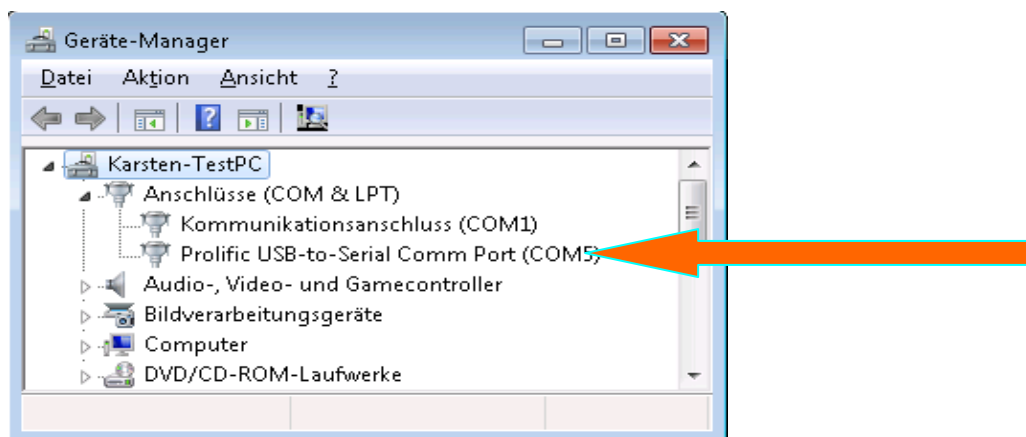 Geräte-Manager
Datei Aktion Ansicht ?
Karsten-TestPC
Anschlüsse (COM & LPT)
Kommunikationsanschluss (COM1)
Prolific USB-to-Serial Comm Port (COM5)
Audio-, Video- und Gamecontroller
Bildverarbeitungsgeräte
Computer
DVD/CD-ROM-Laufwerke